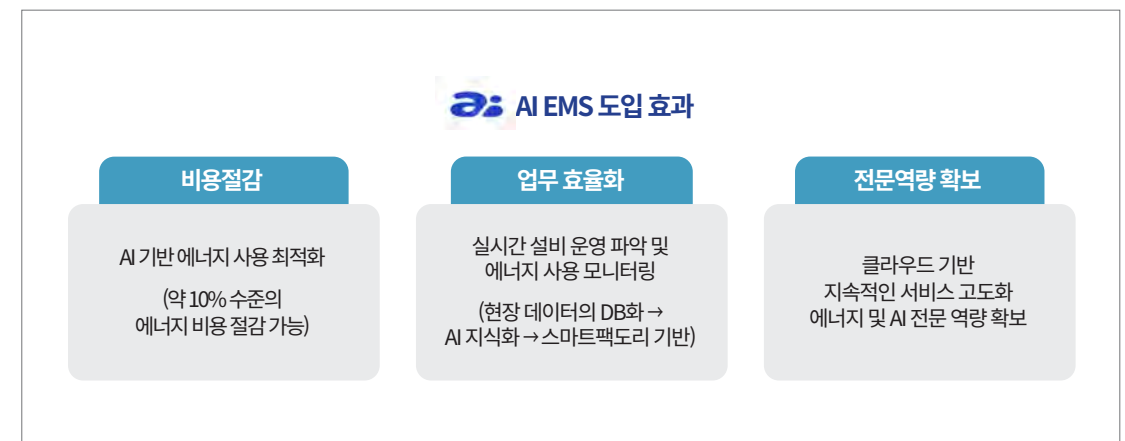 ai AI EMS 도입 효과
비용절감
AI 기반 에너지 사용 최적화
(약 10% 수준의
에너지 비용 절감 가능)
업무 효율화
실시간 설비 운영 파악 및
에너지 사용 모니터링
(현장 데이터의 DB화 →
AI 지식화 → 스마트팩도리 기반)
전문역량 확보
클라우드 기반
지속적인 서비스 고도화
에너지 및 AI 전문 역량 확보